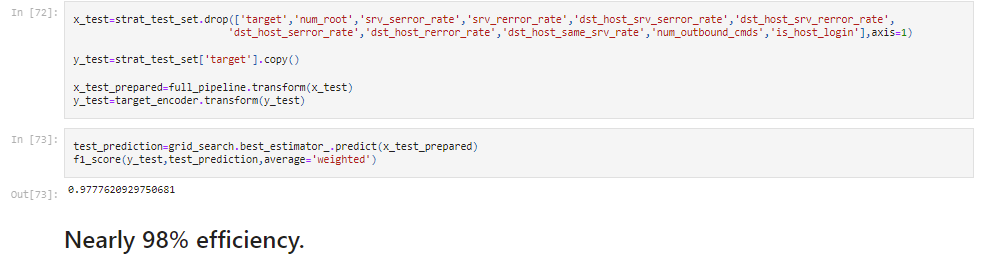 In [72]:
x_test=strat_test_set.drop(['target','num_root','srv_serror_rate','srv_rerror_rate','dst_host_srv_serror_rate','dst_host_srv_rerror_rate',
'dst_host_serror_rate','dst_host_rerror_rate','dst_host_same_srv_rate','num_outbound_cmds','is_host_login'],axis=1)
y_test=strat_test_set['target'].copy()
x_test_prepared=full_pipeline.transform(x_test)
y_test=target_encoder.transform(y_test)
In [73]:
test_prediction=grid_search.best_estimator_.predict(x_test_prepared)
f1_score(y_test,test_prediction,average='weighted')
Out[73]: 0.9777620929750681
Nearly 98% efficiency.